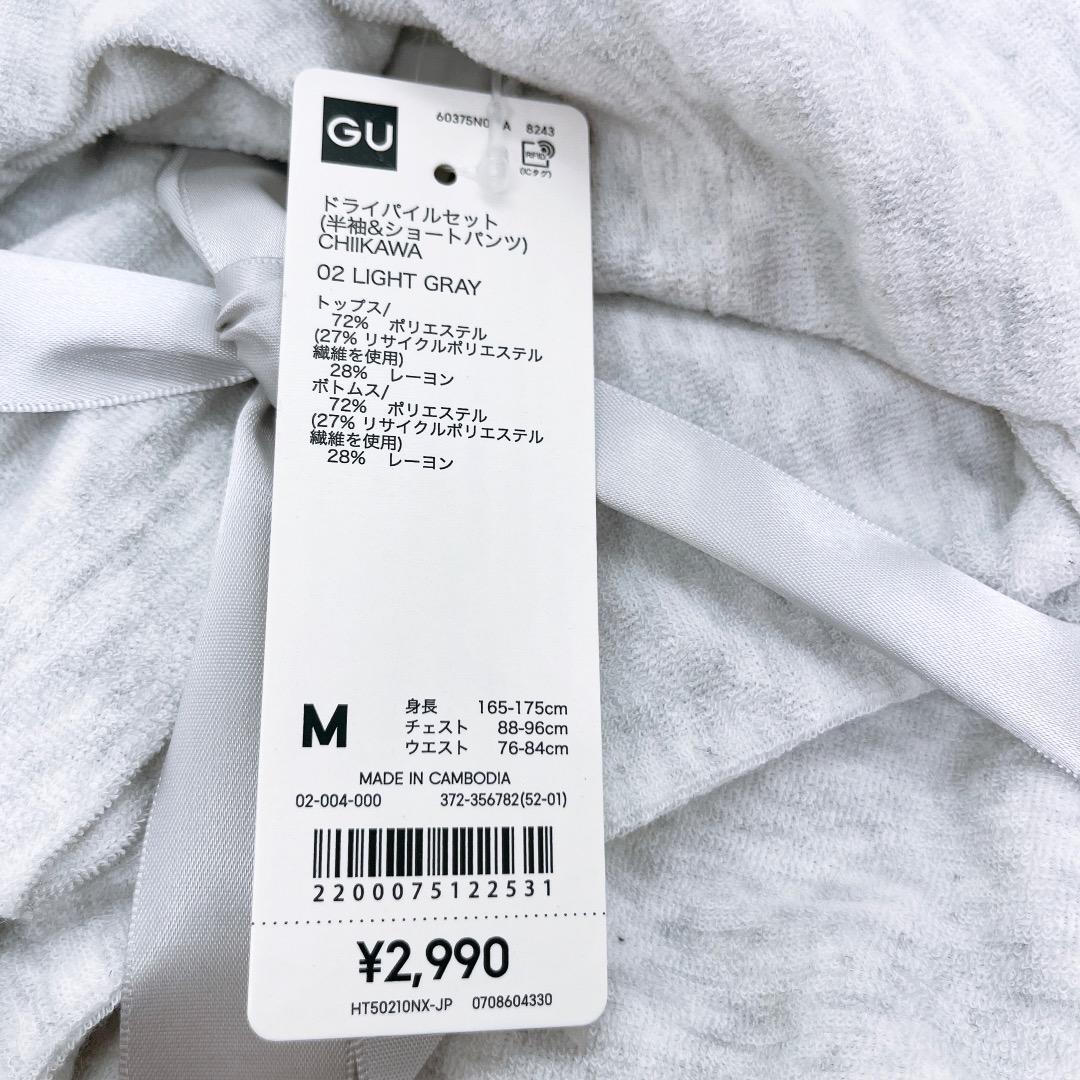 GU
8243
RFID
(ICタグ)
ドライパイルセット
(半袖&ショートパンツ)
CHIIKAWA
02 LIGHT GRAY
トップス/
72% ポリエステル
(27% リサイクルポリエステル
繊維を使用)
28% レーヨン
ボトムス/
72% ポリエステル
(27% リサイクルポリエステル
繊維を使用)
28% レーヨン
M
身長 165-175cm
チェスト 88-96cm
ウエスト 76-84cm
MADE IN CAMBODIA
02-004-000 372-356782(52-01)
2200075122531
¥2,990
HT50210NX-JP 0708604330